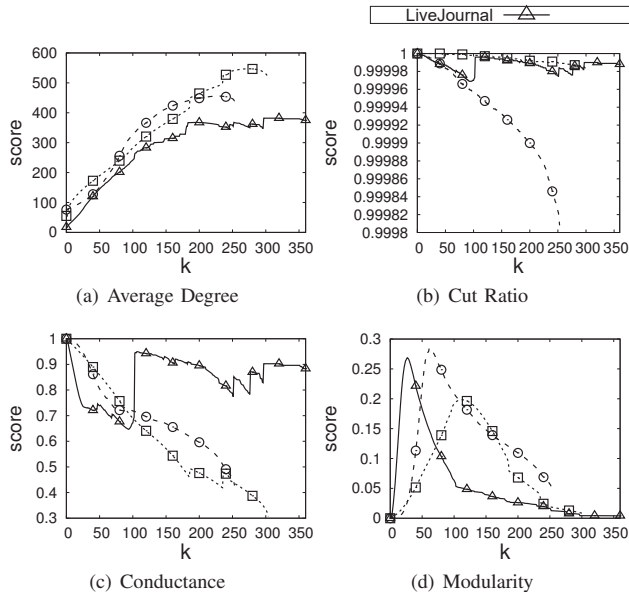 LiveJournal
600
500
400
300
200
100
0
score
0 50 100 150 200 250 300 350
k
(a) Average Degree
1
0.99998
0.99996
0.99994
0.99992
0.9999
0.99988
0.99986
0.99984
0.99982
0.9998
score
0 50 100 150 200 250 300 350
k
(b) Cut Ratio
1
0.9
0.8
0.7
0.6
0.5
0.4
0.3
score
0 50 100 150 200 250 300 350
k
(c) Conductance
0.3
0.25
0.2
0.15
0.1
0.05
0
score
0 50 100 150 200 250 300 350
k
(d) Modularity